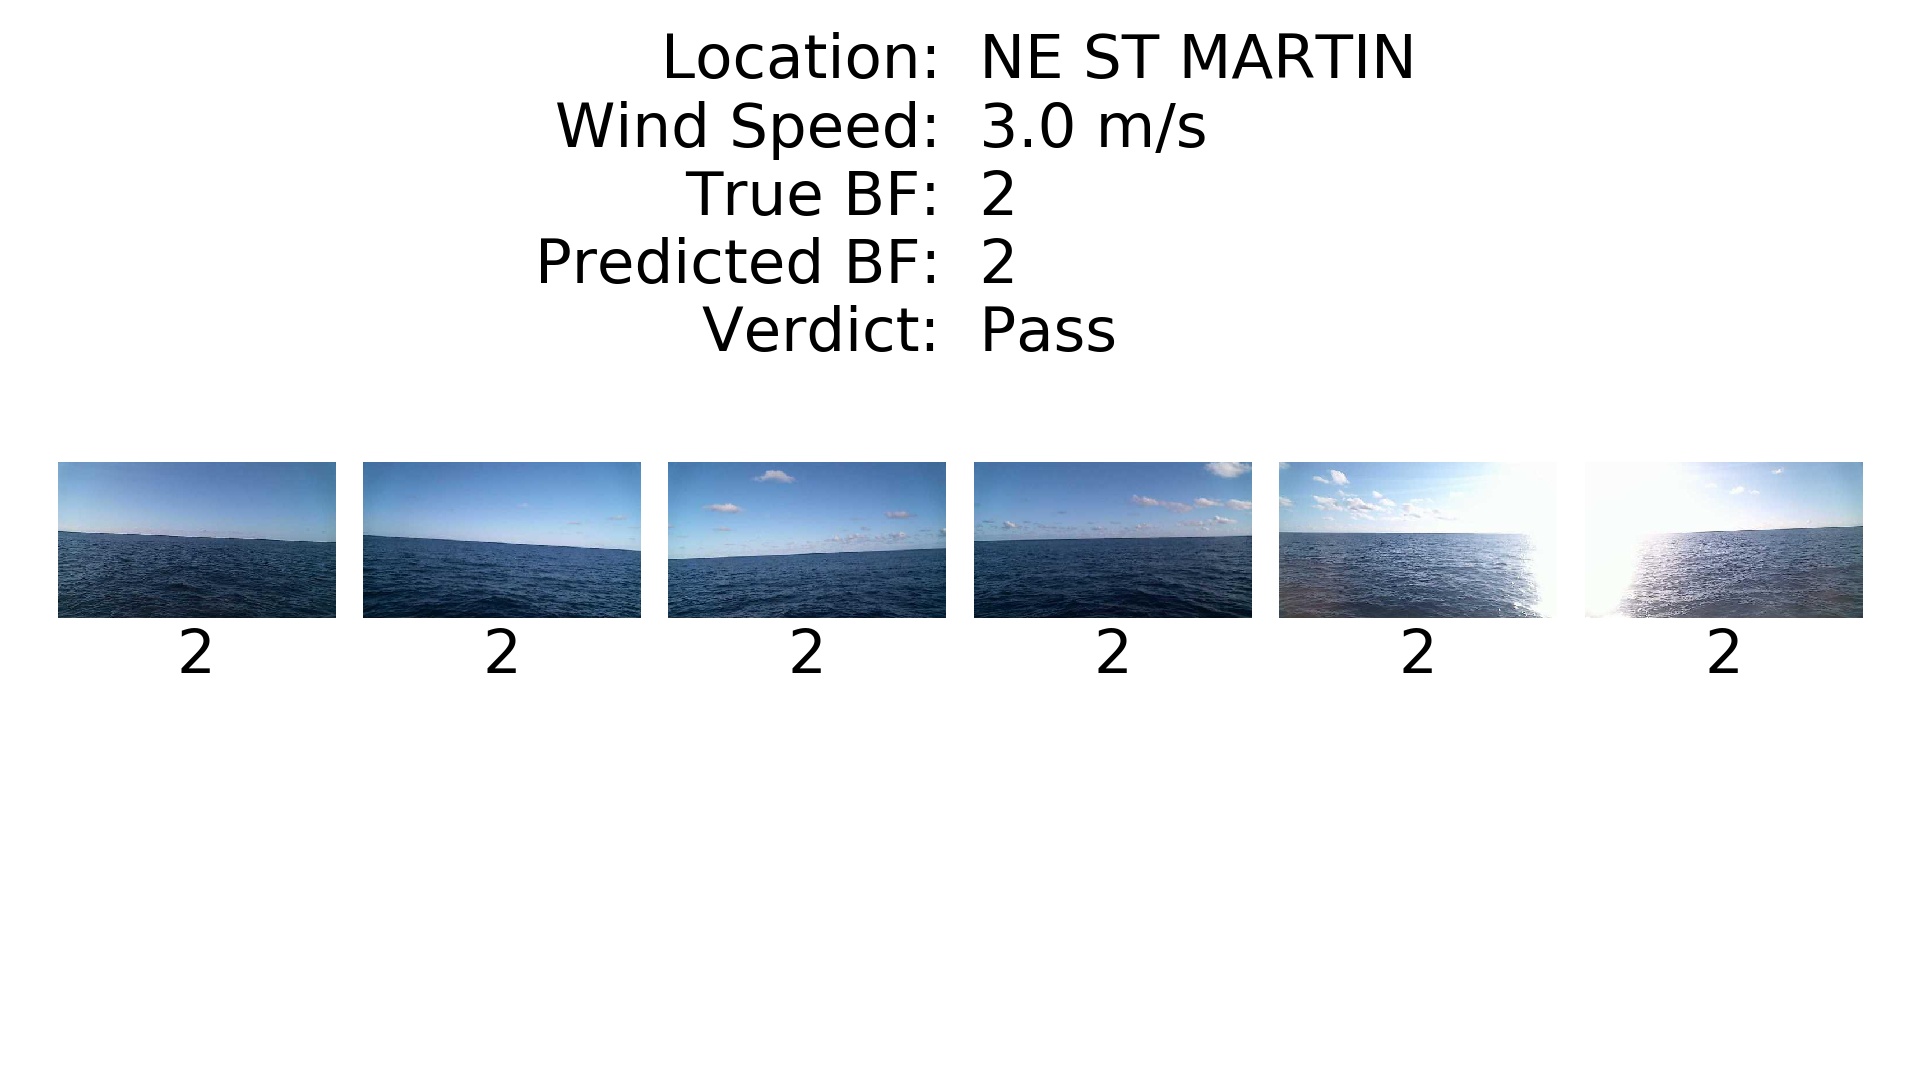 Location: NE ST MARTIN
Wind Speed: 3.0 m/s
True BF: 2
Predicted BF: 2
Verdict: Pass
2 2 2 2 2 2